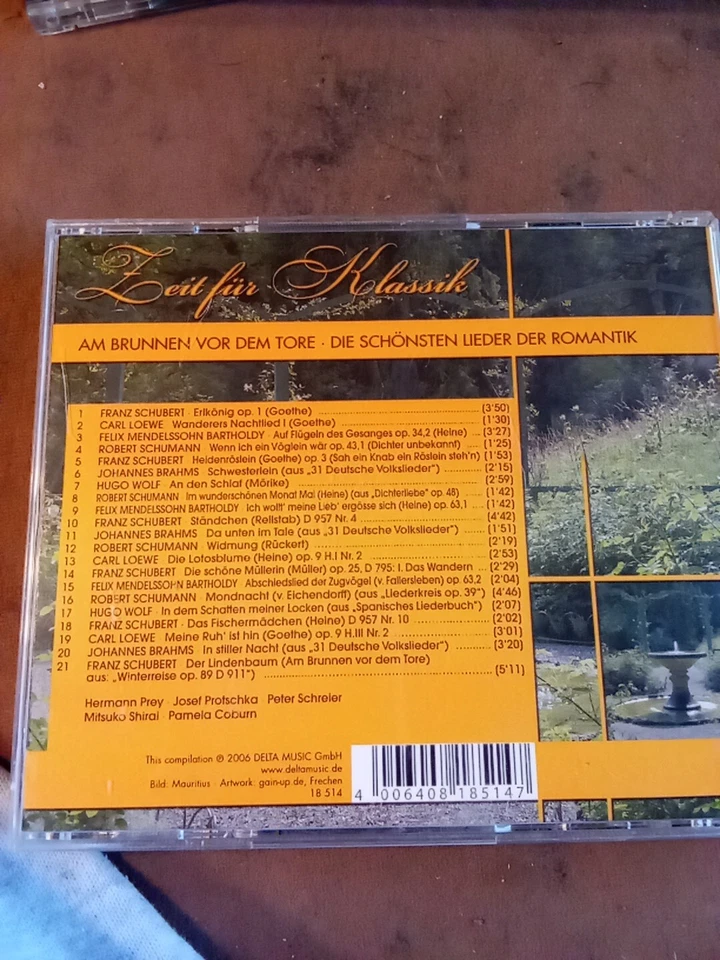 Zeit für Klassik
AM BRUNNEN VOR DEM TORE · DIE SCHÖNSTEN LIEDER DER ROMANTIK
1 FRANZ SCHUBERT · Erlkönig op. 1 (Goethe) (3'50)
2 CARL LOEWE · Wanderers Nachtlied I (Goethe) (1'30)
3 FELIX MENDELSSOHN BARTHOLDY · Auf Flügeln des Gesanges op. 34,2 (Heine) (3'27)
4 ROBERT SCHUMANN · Wenn ich ein Vöglein wär op. 43,1 (Dichter unbekannt) (1'25)
5 FRANZ SCHUBERT · Heidenröslein (Goethe) op. 3 (Sah ein Knab ein Röslein steh'n) (1'53)
6 JOHANNES BRAHMS · Schwesterlein (aus „31 Deutsche Volkslieder") (2'15)
7 HUGO WOLF · An den Schlaf (Mörike) (2'59)
8 ROBERT SCHUMANN · Im wunderschönen Monat Mai (Heine) (aus „Dichterliebe" op. 48) (1'42)
9 FELIX MENDELSSOHN BARTHOLDY · Ich wollt' meine Lieb' ergösse sich (Heine) op. 63,1 (1'42)
10 FRANZ SCHUBERT · Ständchen (Rellstab) D 957 Nr. 4 (4'42)
11 JOHANNES BRAHMS · Da unten im Tale (aus „31 Deutsche Volkslieder") (1'51)
12 ROBERT SCHUMANN · Widmung (Rückert) (2'19)
13 CARL LOEWE · Die Lotosblume (Heine) op. 9 H.I Nr. 2 (2'53)
14 FRANZ SCHUBERT · Die schöne Müllerin (Müller) op. 25, D 795: I. Das Wandern (2'29)
15 FELIX MENDELSSOHN BARTHOLDY · Abschiedslied der Zugvögel (v. Fallersleben) op. 63,2 (2'04)
16 ROBERT SCHUMANN · Mondnacht (v. Eichendorff) (aus „Liederkreis op. 39") (4'46)
17 HUGO WOLF · In dem Schatten meiner Locken (aus „Spanisches Liederbuch") (2'07)
18 FRANZ SCHUBERT · Das Fischermädchen (Heine) D 957 Nr. 10 (2'02)
19 CARL LOEWE · Meine Ruh' ist hin (Goethe) op. 9 H.III Nr. 2 (3'01)
20 JOHANNES BRAHMS · In stiller Nacht (aus „31 Deutsche Volkslieder") (3'20)
21 FRANZ SCHUBERT · Der Lindenbaum (Am Brunnen vor dem Tore)
aus: „Winterreise op. 89 D 911") (5'11)
Hermann Prey · Josef Protschka · Peter Schreier
Mitsuko Shirai · Pamela Coburn
This compilation ℗ 2006 DELTA MUSIC GmbH
www.deltamusic.de
Bild: Mauritius · Artwork: gain-up.de, Frechen
18 514
4 006408 185147